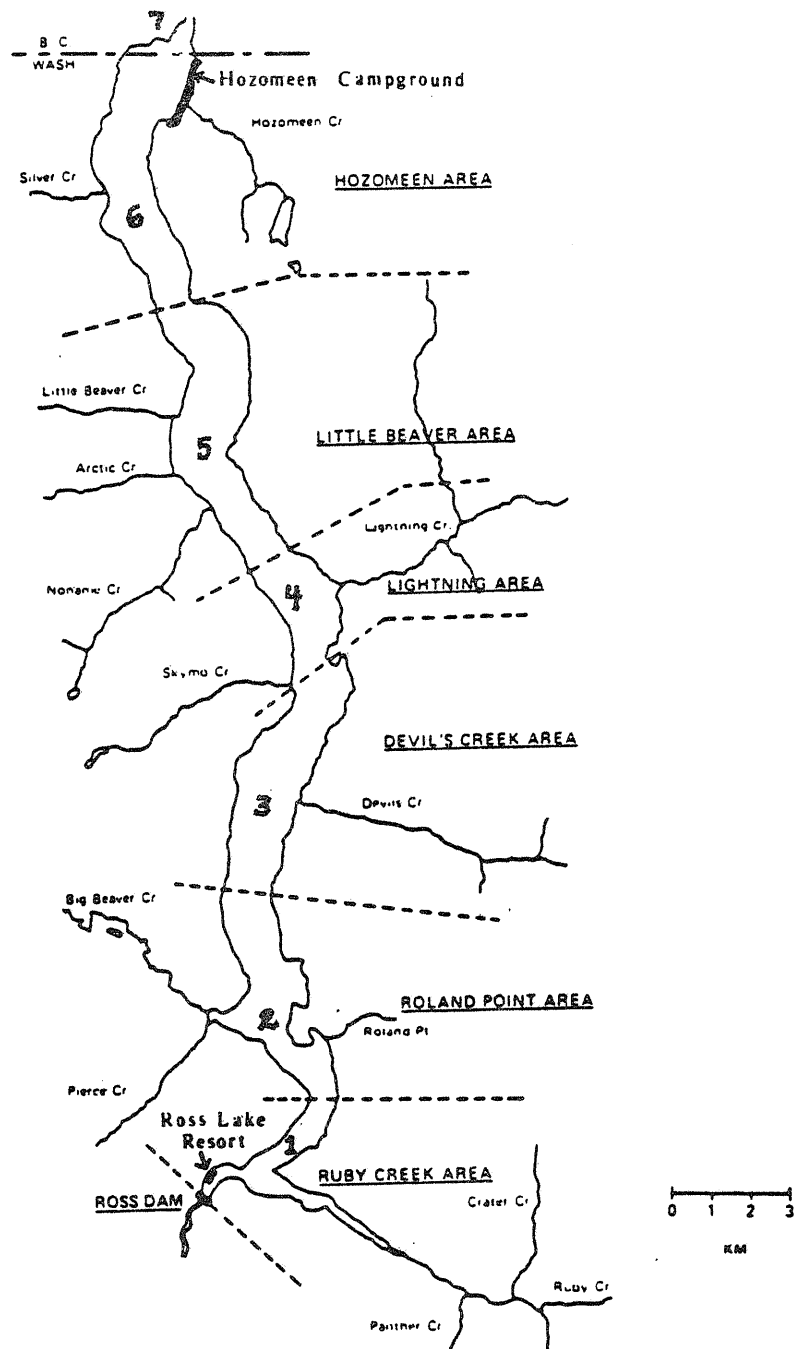 7
B C
WASH
Hozomeen Campground
Hozomeen Cr
Silver Cr
HOZOMEEN AREA
6
Little Beaver Cr
LITTLE BEAVER AREA
5
Arctic Cr
Lightning Cr.
Noname Cr
4
LIGHTNING AREA
Skymo Cr
DEVIL'S CREEK AREA
3
Devils Cr
Big Beaver Cr
ROLAND POINT AREA
2
Roland Pt
Pierce Cr
Ross Lake
Resort
1
RUBY CREEK AREA
ROSS DAM
Crater Cr
0 1 2 3
KM
Ruby Cr
Panther Cr